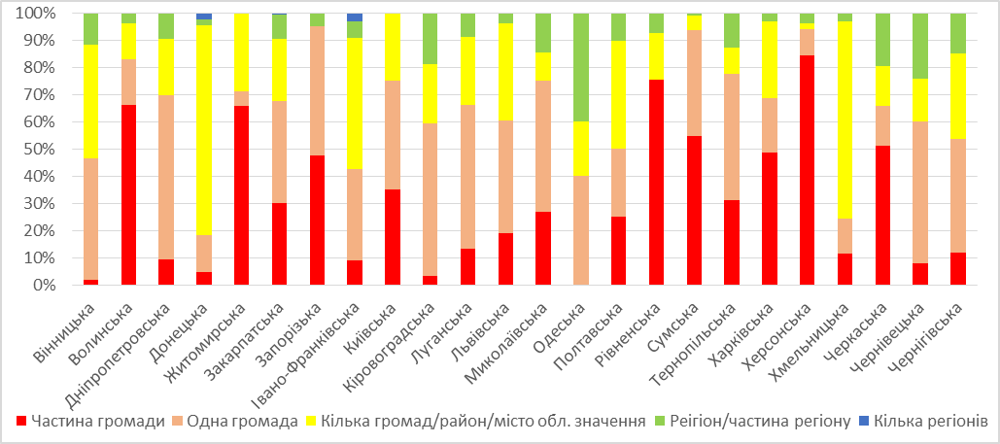 100%
90%
80%
70%
60%
50%
40%
30%
20%
10%
0%
Вінницька
Волинська
Дніпропетровська
Донецька
Житомирська
Закарпатська
Запорізька
Івано-Франківська
Київська
Кіровоградська
Луганська
Львівська
Миколаївська
Одеська
Полтавська
Рівненська
Сумська
Тернопільська
Харківська
Херсонська
Хмельницька
Черкаська
Чернівецька
Чернігівська
Частина громади Одна громада Кілька громад/район/місто обл. значення Реігіон/частина регіону Кілька регіонів